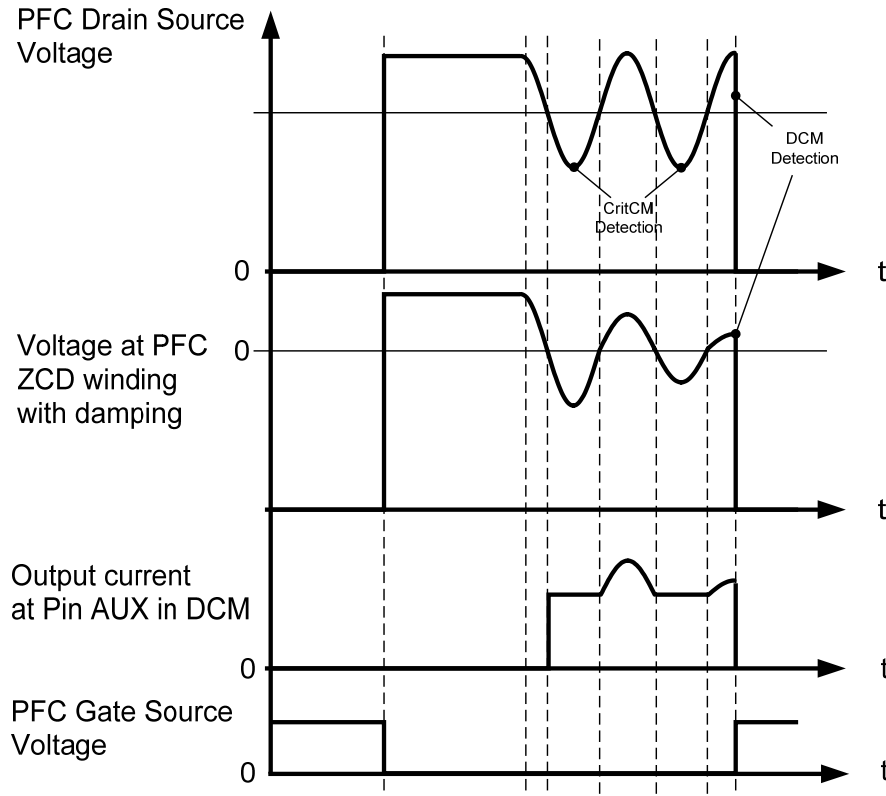 PFC Drain Source
Voltage
DCM
Detection
CritCM
Detection
0
t
Voltage at PFC
ZCD winding
with damping
0
t
Output current
at Pin AUX in DCM
0
t
PFC Gate Source
Voltage
0
t